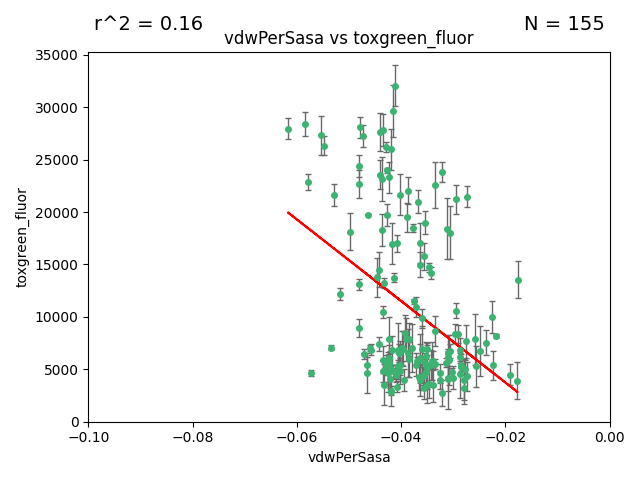 r^2 = 0.16
N = 155
vdwPerSasa vs toxgreen_fluor
35000
30000
25000
20000
15000
10000
5000
0
toxgreen_fluor
−0.10 −0.08 −0.06 −0.04 −0.02 0.00
vdwPerSasa